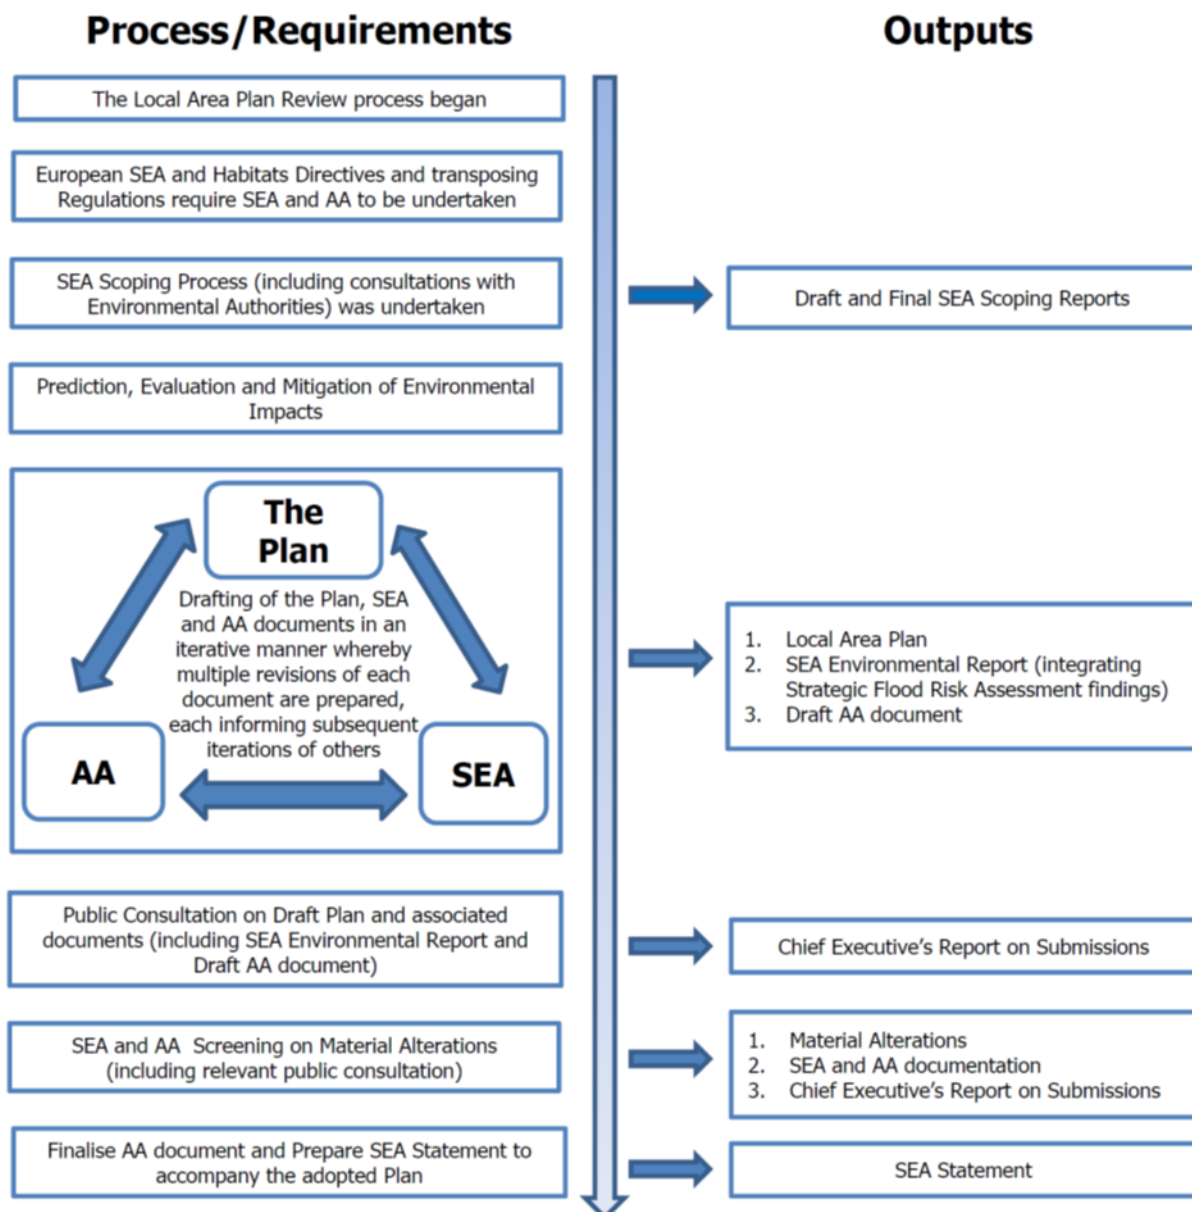 Process/Requirements
Outputs
The Local Area Plan Review process began
European SEA and Habitats Directives and transposing
Regulations require SEA and AA to be undertaken
SEA Scoping Process (including consultations with
Environmental Authorities) was undertaken
Draft and Final SEA Scoping Reports
Prediction, Evaluation and Mitigation of Environmental
Impacts
The
Plan
Drafting of the Plan, SEA
and AA documents in an
iterative manner whereby
multiple revisions of each
document are prepared,
each informing subsequent
iterations of others
AA
SEA
1. Local Area Plan
2. SEA Environmental Report (integrating
Strategic Flood Risk Assessment findings)
3. Draft AA document
Public Consultation on Draft Plan and associated
documents (including SEA Environmental Report and
Draft AA document)
Chief Executive's Report on Submissions
SEA and AA Screening on Material Alterations
(including relevant public consultation)
1. Material Alterations
2. SEA and AA documentation
3. Chief Executive's Report on Submissions
Finalise AA document and Prepare SEA Statement to
accompany the adopted Plan
SEA Statement